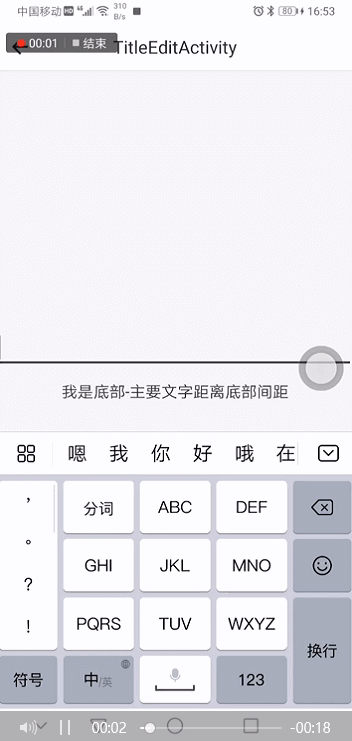 中国移动 HD 46 310 B/s 80 16:53
00:01 结束 TitleEditActivity
我是底部-主要文字距离底部间距
嗯 我 你 好 哦 在
， 分词 ABC DEF
。 GHI JKL MNO
？
！ PQRS TUV WXYZ 换行
符号 中/英 123
00:02 -00:18